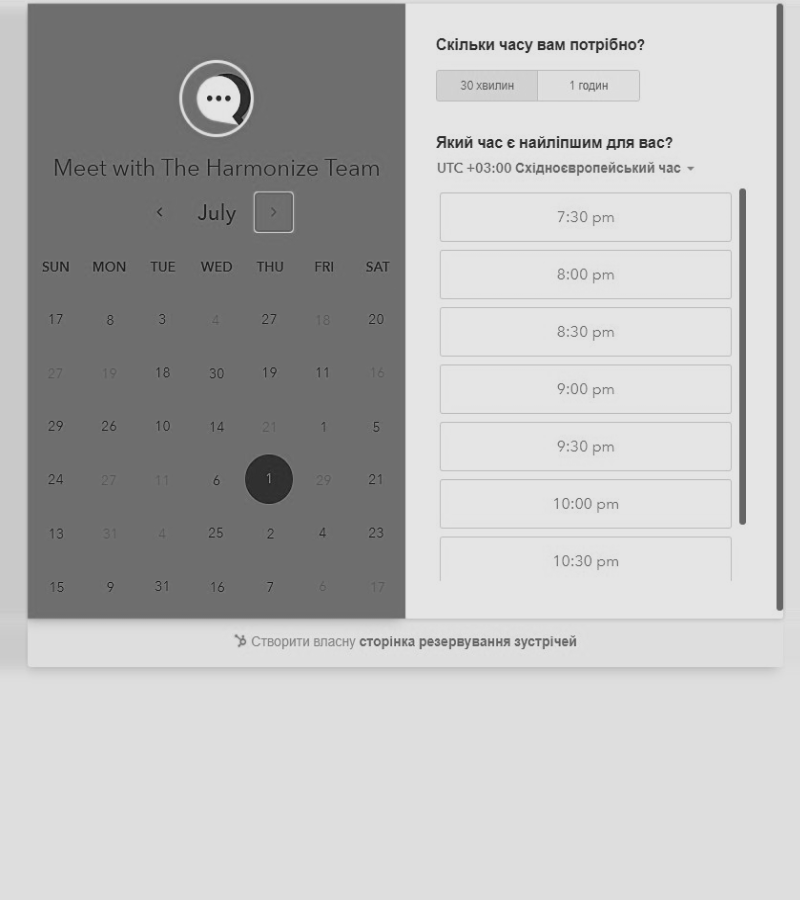 Meet with The Harmonize Team
July
SUN MON TUE WED THU FRI SAT
17 8 3 4 27 18 20
27 19 18 30 19 11 16
29 26 10 14 21 1 5
24 27 11 6 1 29 21
13 31 4 25 2 4 23
15 9 31 16 7 6 17
Скільки часу вам потрібно?
30 хвилин 1 годин
Який час є найліпшим для вас?
UTC +03:00 Східноєвропейський час
7:30 pm
8:00 pm
8:30 pm
9:00 pm
9:30 pm
10:00 pm
10:30 pm
Створити власну сторінка резервування зустрічей